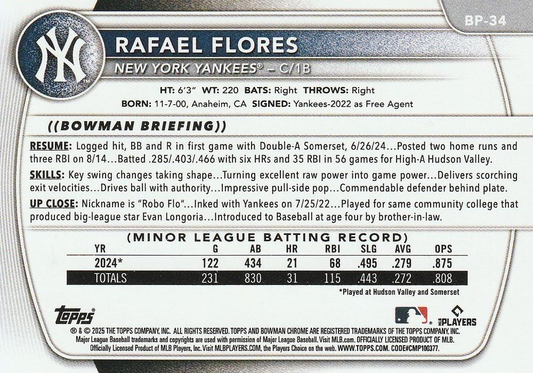 BP-34
NY
RAFAEL FLORES
NEW YORK YANKEES® – C/1B
HT: 6'3" WT: 220 BATS: Right THROWS: Right
BORN: 11-7-00, Anaheim, CA SIGNED: Yankees-2022 as Free Agent
((BOWMAN BRIEFING))
RESUME: Logged hit, BB and R in first game with Double-A Somerset, 6/26/24...Posted two home runs and
three RBI on 8/14...Batted .285/.403/.466 with six HRs and 35 RBI in 56 games for High-A Hudson Valley.
SKILLS: Key swing changes taking shape...Turning excellent raw power into game power...Delivers scorching
exit velocities...Drives ball with authority...Impressive pull-side pop...Commendable defender behind plate.
UP CLOSE: Nickname is "Robo Flo"...Inked with Yankees on 7/25/22...Played for same community college that
produced big-league star Evan Longoria...Introduced to Baseball at age four by brother-in-law.
(MINOR LEAGUE BATTING RECORD)
YR G AB HR RBI SLG AVG OPS
2024* 122 434 21 68 .495 .279 .875
TOTALS 231 830 31 115 .443 .272 .808
*Played at Hudson Valley and Somerset
Topps
MLB PLAYERS
® & © 2025 THE TOPPS COMPANY, INC. ALL RIGHTS RESERVED. TOPPS AND BOWMAN CHROME ARE REGISTERED TRADEMARKS OF THE TOPPS COMPANY, INC.
Major League Baseball trademarks and copyrights are used with permission of Major League Baseball. Visit MLB.com. OFFICIALLY LICENSED PRODUCT OF MLB.
Officially Licensed Product of MLB Players, Inc. Visit MLBPLAYERS.com, the Players Choice on the web. WWW.TOPPS.COM. CODE#CMP100377.